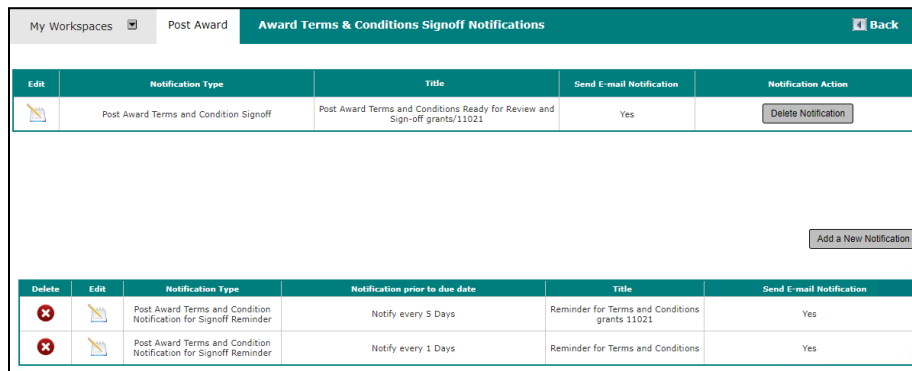 My Workspaces Post Award Award Terms & Conditions Signoff Notifications Back
Edit Notification Type Title Send E-mail Notification Notification Action
Post Award Terms and Condition Signoff Post Award Terms and Conditions Ready for Review and Sign-off grants/11021 Yes Delete Notification
Add a New Notification
Delete Edit Notification Type Notification prior to due date Title Send E-mail Notification
Post Award Terms and Condition Notification for Signoff Reminder Notify every 5 Days Reminder for Terms and Conditions grants 11021 Yes
Post Award Terms and Condition Notification for Signoff Reminder Notify every 1 Days Reminder for Terms and Conditions Yes